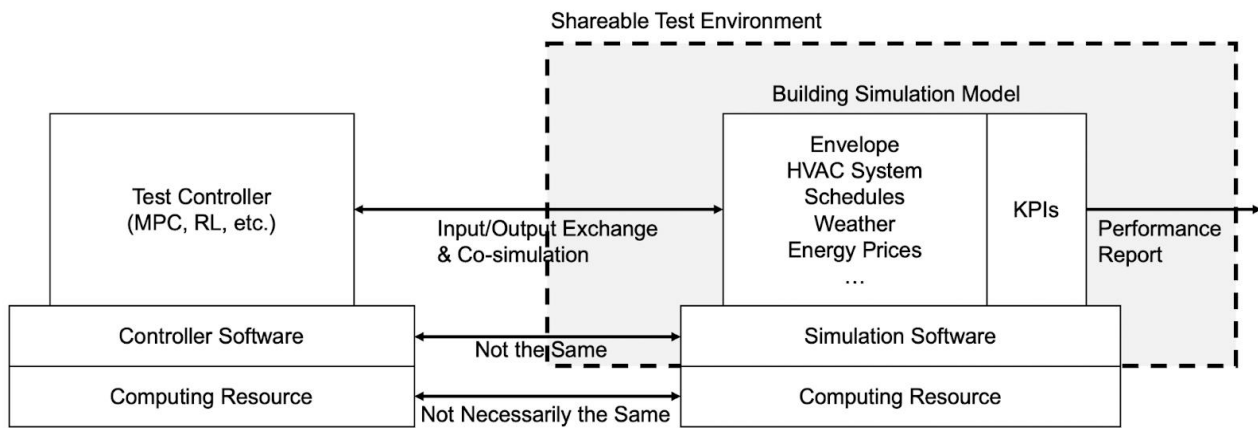 Shareable Test Environment
Building Simulation Model
Test Controller
(MPC, RL, etc.)
Input/Output Exchange
& Co-simulation
Envelope
HVAC System
Schedules
Weather
Energy Prices
...
KPIs
Performance
Report
Controller Software
Not the Same
Simulation Software
Computing Resource
Not Necessarily the Same
Computing Resource